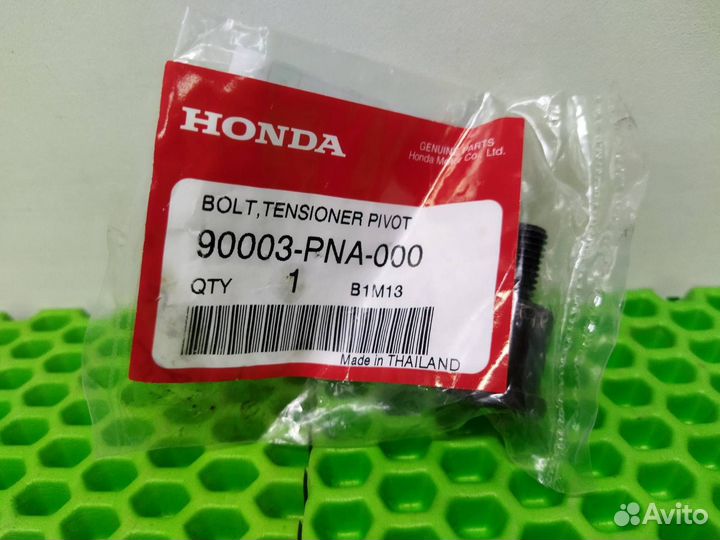 HONDA
GENUINE PARTS
Honda Motor Co., Ltd.
BOLT,TENSIONER PIVOT
90003-PNA-000
QTY 1 B1M13
Made in THAILAND
Avito